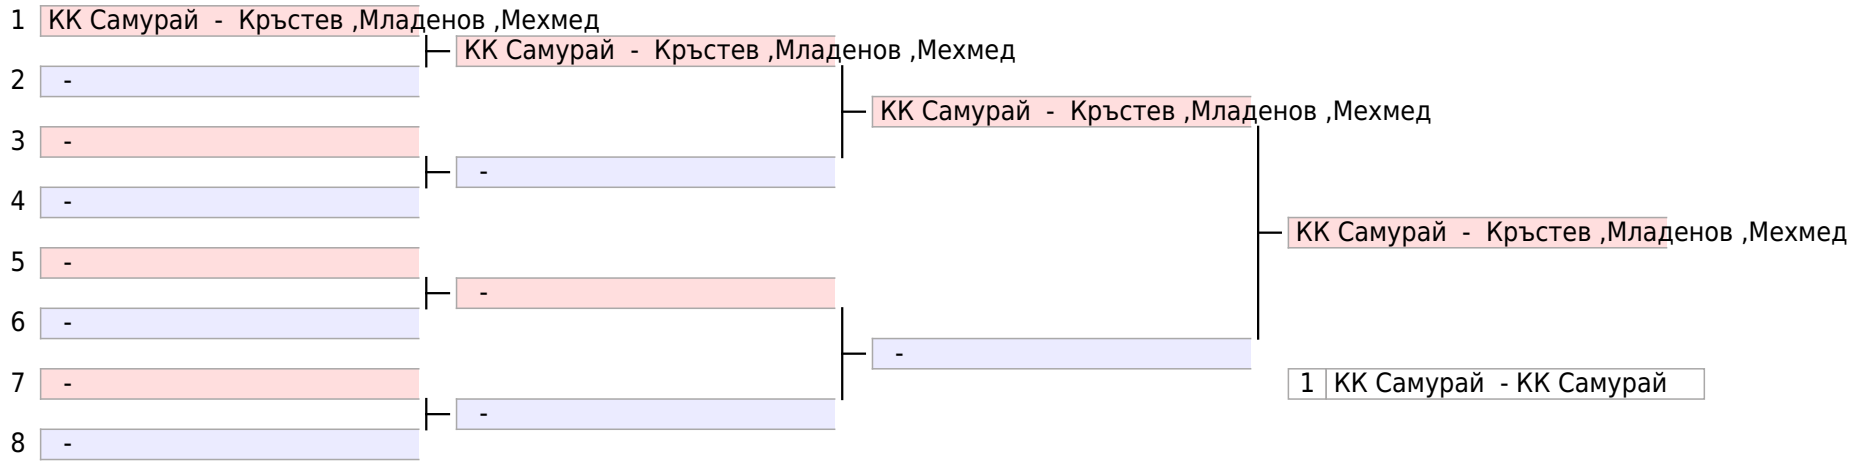 1 КК Самурай - Кръстев ,Младенов ,Мехмед
КК Самурай - Кръстев ,Младенов ,Мехмед
2 -
КК Самурай - Кръстев ,Младенов ,Мехмед
3 -
-
4 -
КК Самурай - Кръстев ,Младенов ,Мехмед
5 -
-
6 -
-
7 -
1 КК Самурай - КК Самурай
-
8 -